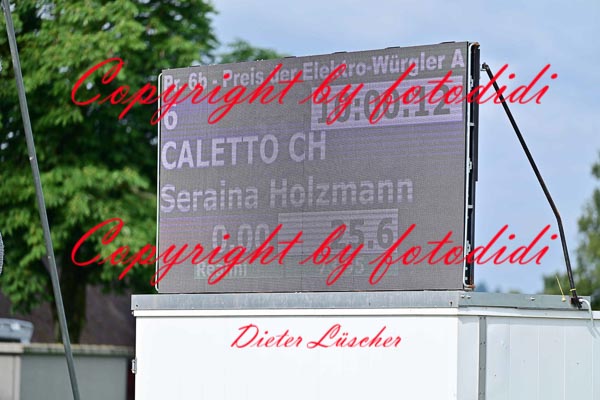 Pr. 6b - Preis der Elektro-Würgler A
Copyright by fotodidi
6
CALETTO CH
Seraina Holzmann
0.00 25.6
Copyright by fotodidi
Dieter Lüscher